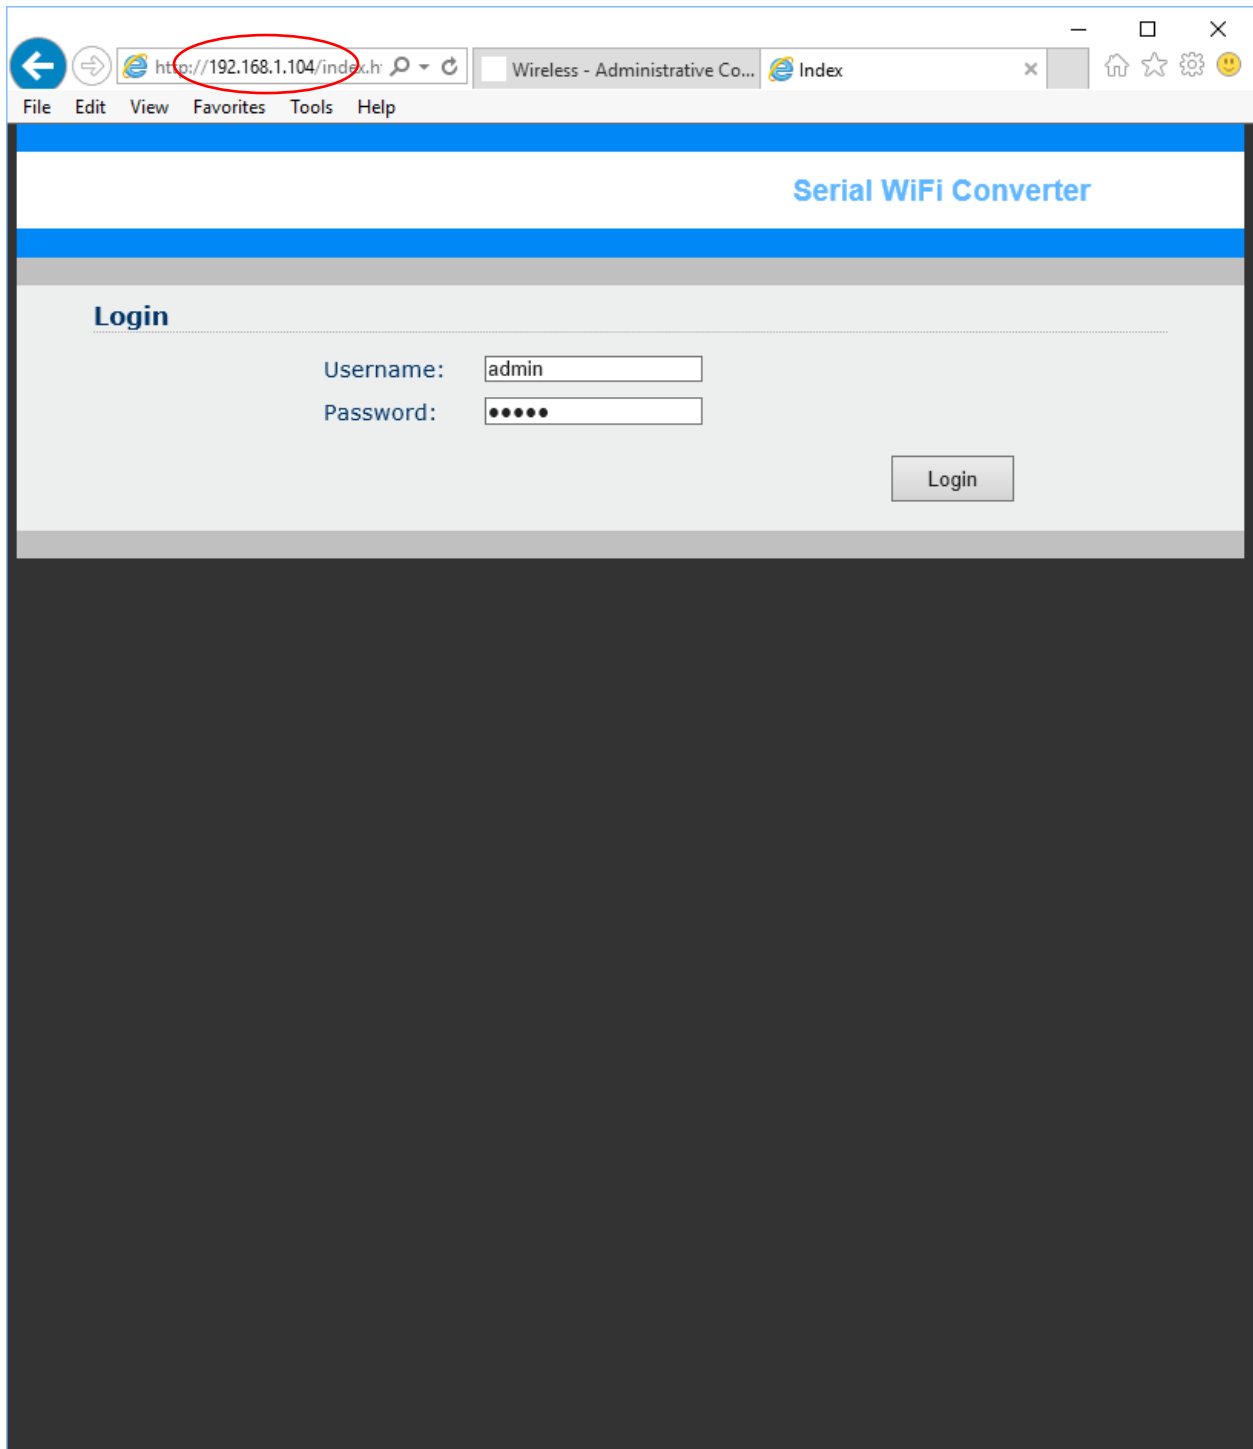 http://192.168.1.104/index.h
Wireless - Administrative Co...
Index
File Edit View Favorites Tools Help
Serial WiFi Converter
Login
Username: admin
Password: •••••
Login